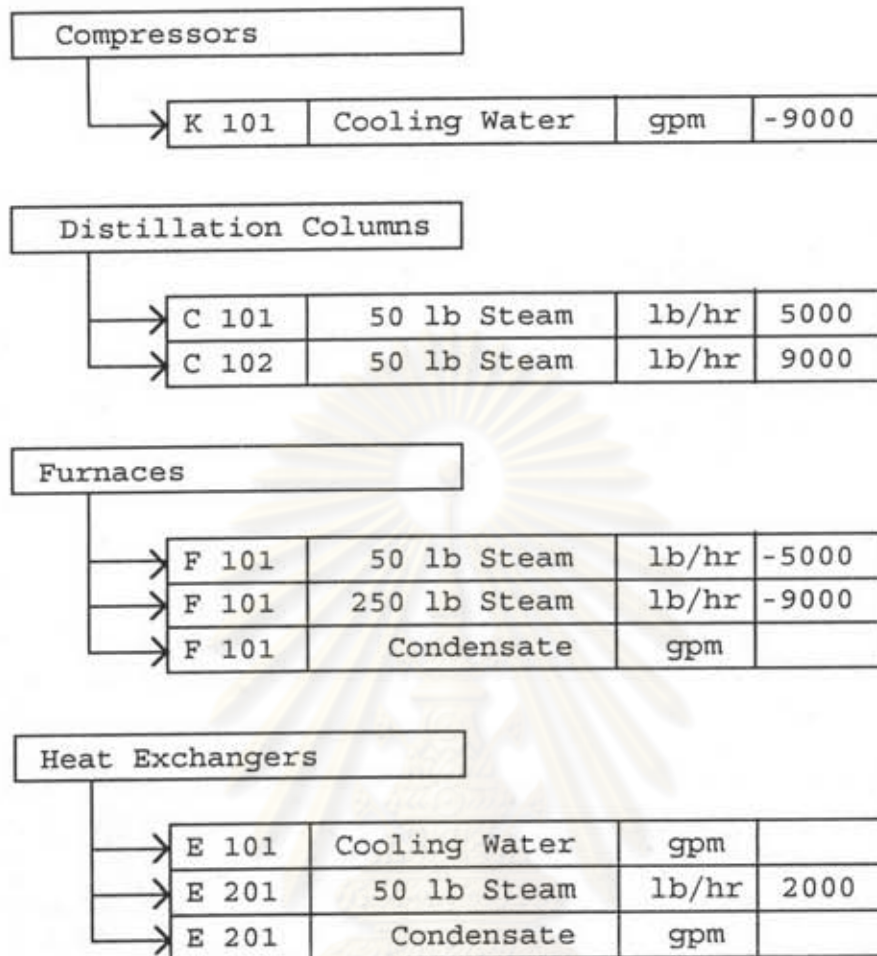 Compressors
K 101 Cooling Water gpm -9000
Distillation Columns
C 101 50 lb Steam lb/hr 5000
C 102 50 lb Steam lb/hr 9000
Furnaces
F 101 50 lb Steam lb/hr -5000
F 101 250 lb Steam lb/hr -9000
F 101 Condensate gpm
Heat Exchangers
E 101 Cooling Water gpm
E 201 50 lb Steam lb/hr 2000
E 201 Condensate gpm